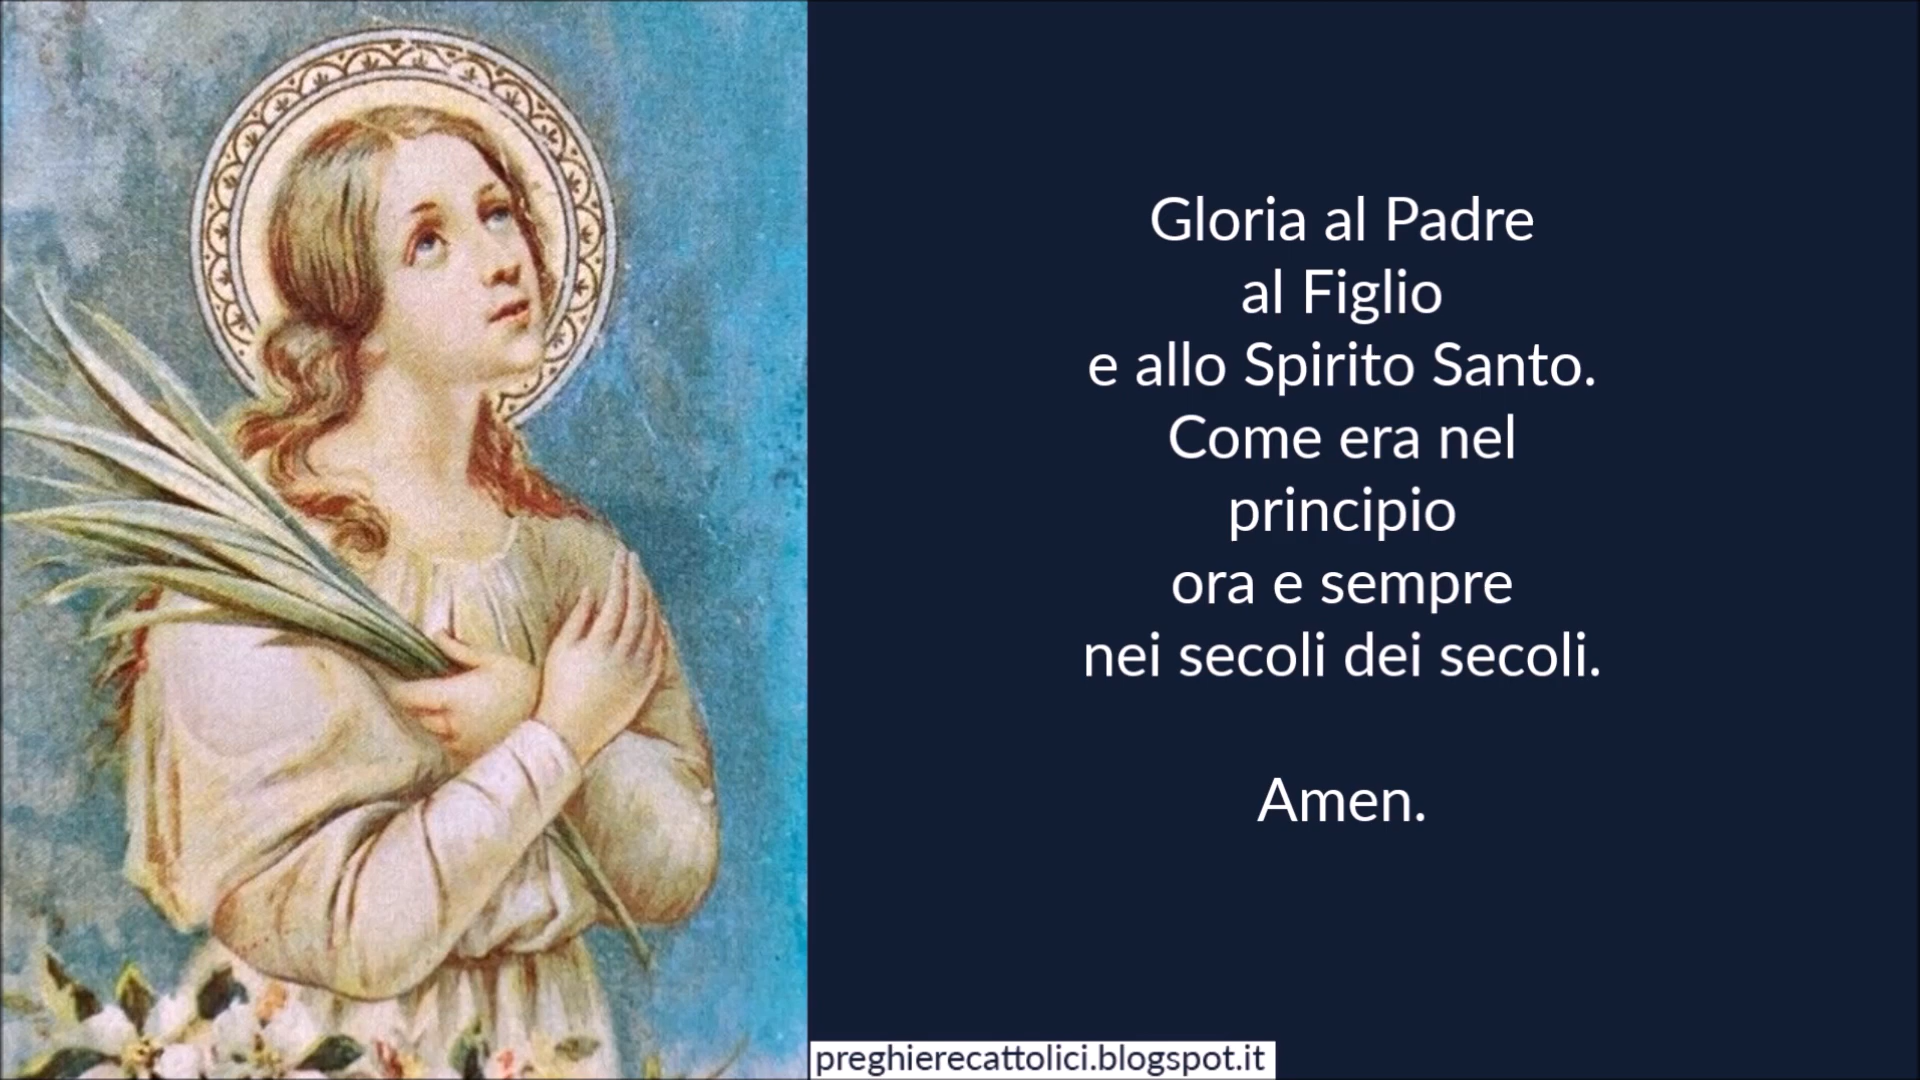 Gloria al Padre
al Figlio
e allo Spirito Santo.
Come era nel
principio
ora e sempre
nei secoli dei secoli.
Amen.
preghierecattolici.blogspot.it